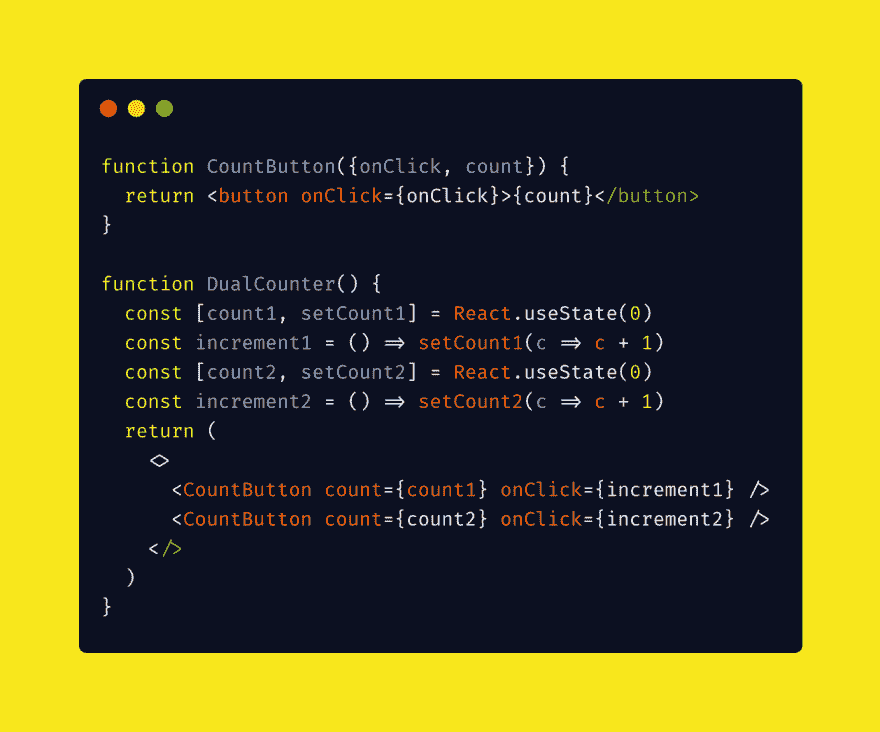 function CountButton({onClick, count}) {
  return <button onClick={onClick}>{count}</button>
}

function DualCounter() {
  const [count1, setCount1] = React.useState(0)
  const increment1 = () => setCount1(c => c + 1)
  const [count2, setCount2] = React.useState(0)
  const increment2 = () => setCount2(c => c + 1)
  return (
    <>
      <CountButton count={count1} onClick={increment1} />
      <CountButton count={count2} onClick={increment2} />
    </>
  )
}